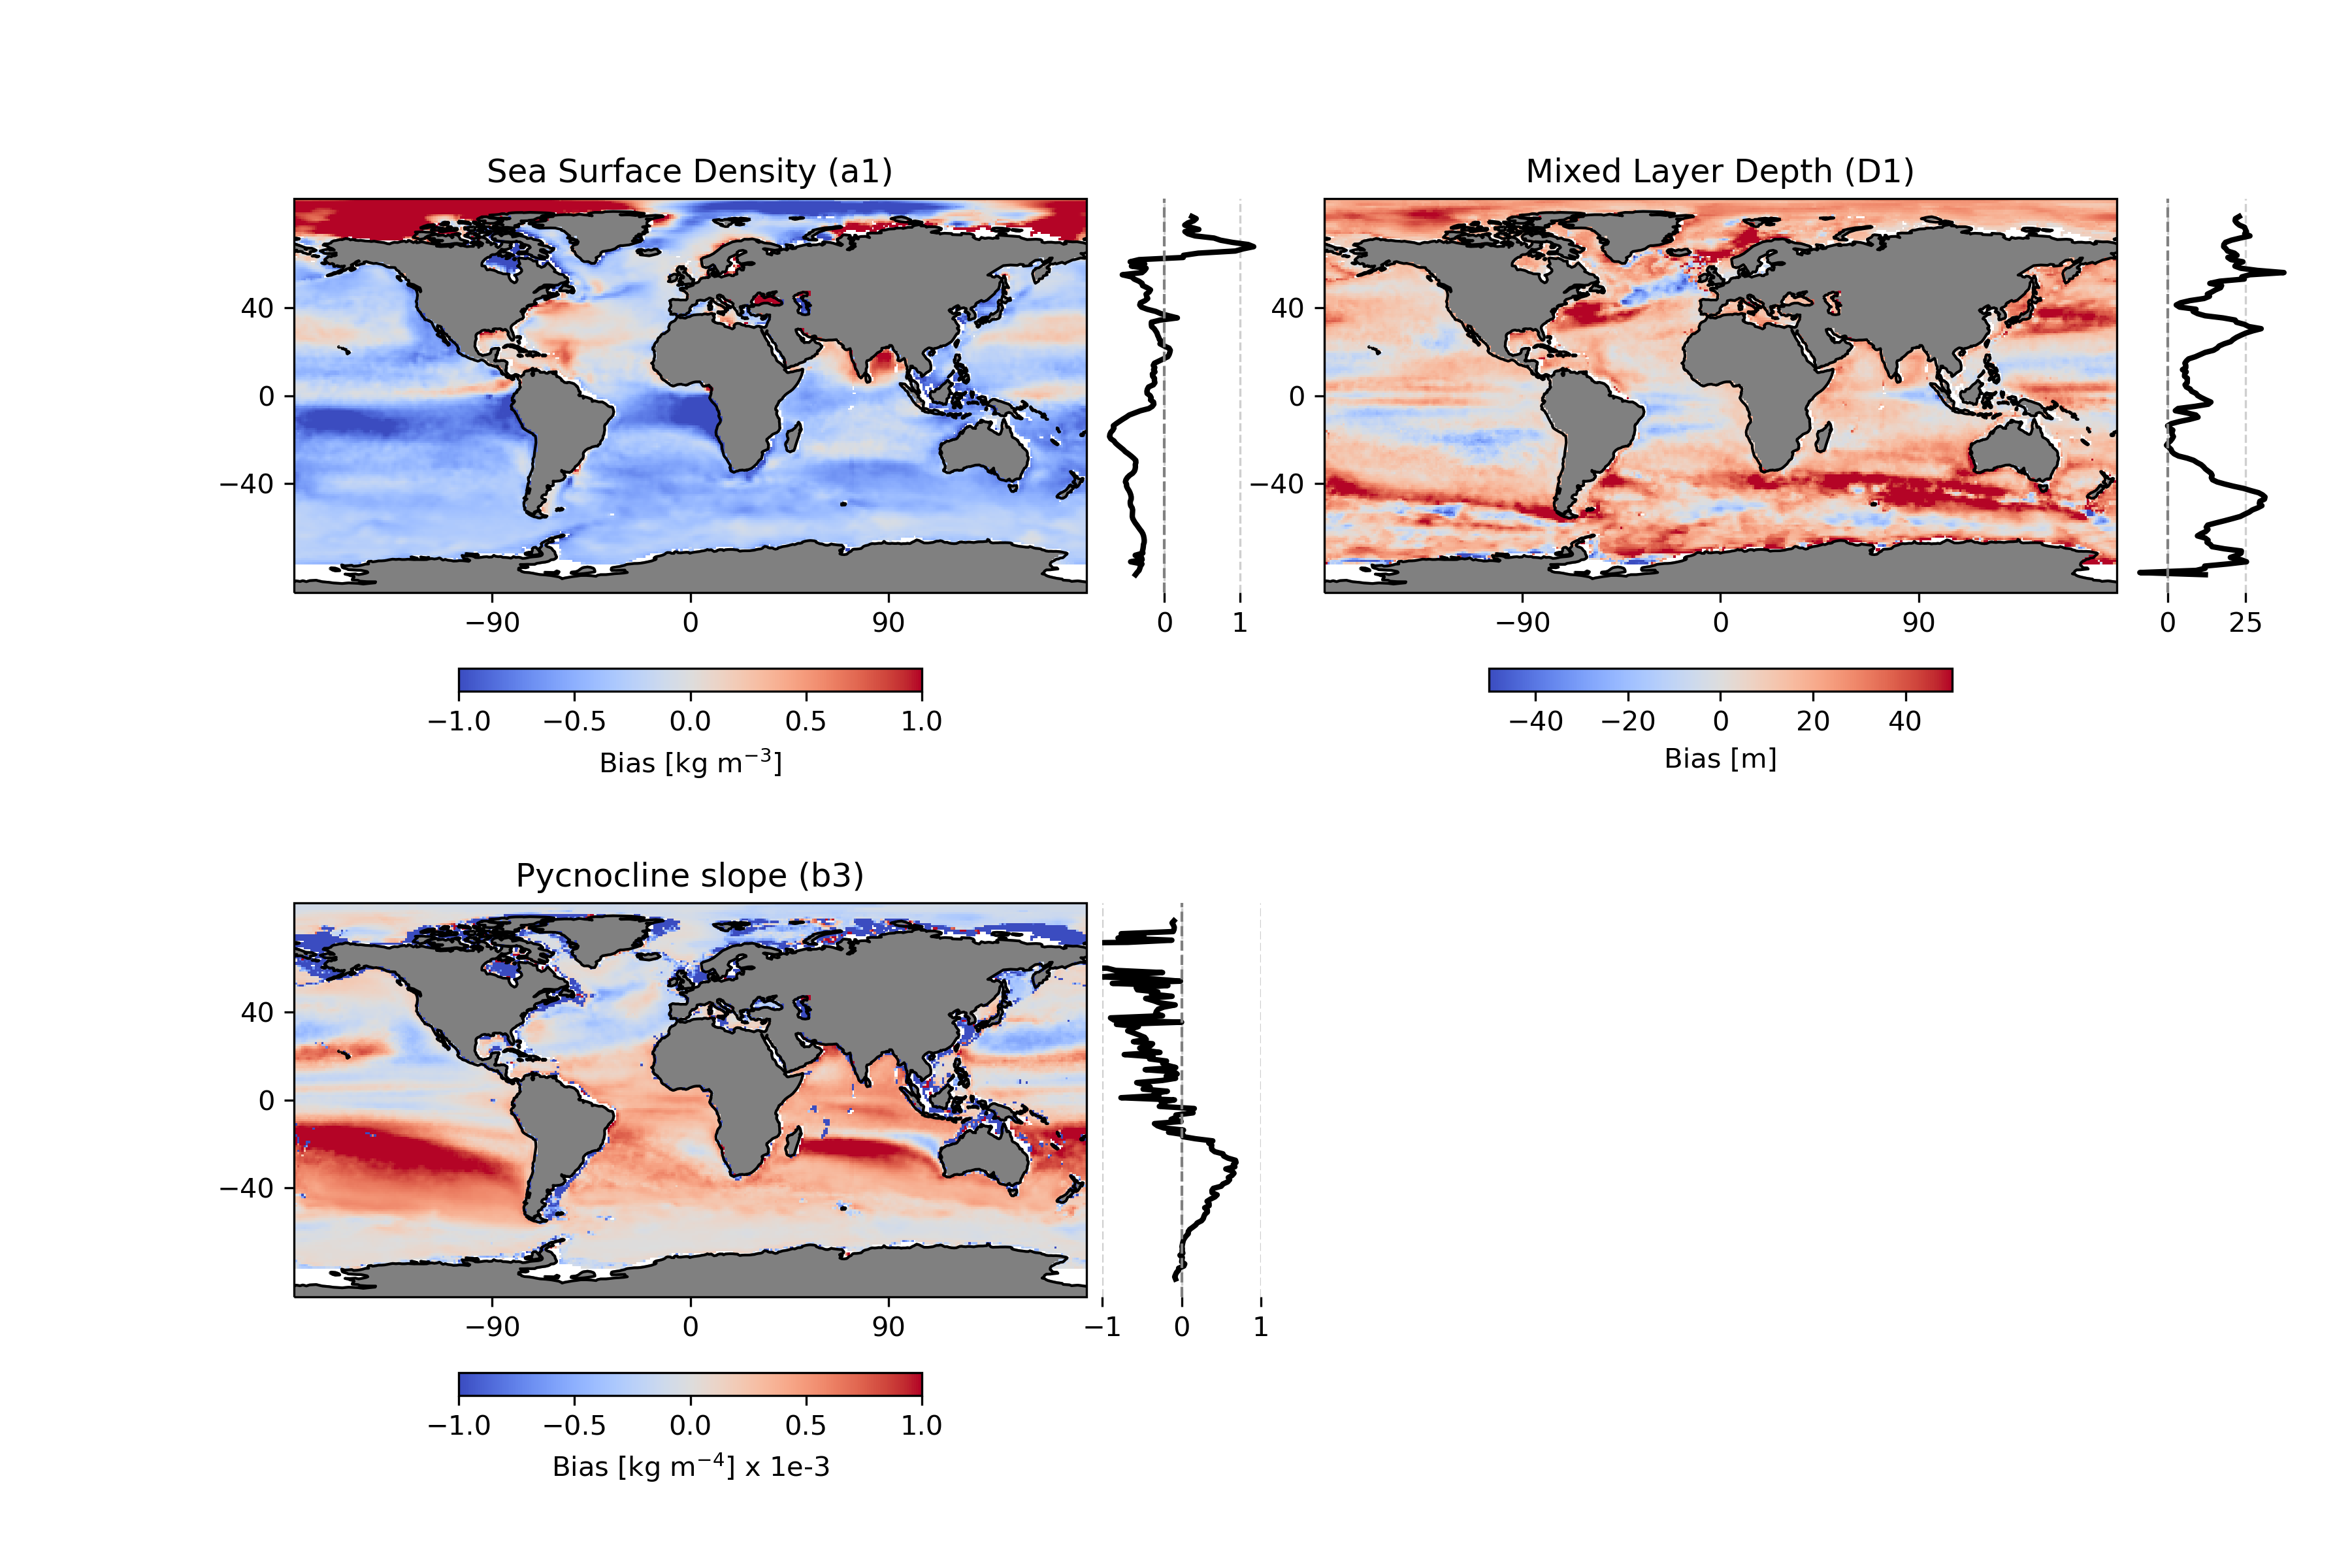 Sea Surface Density (a1)
40
0
−40
−90 0 90
0 1
−1.0 −0.5 0.0 0.5 1.0
Bias [kg m⁻³]
Mixed Layer Depth (D1)
40
0
−40
−90 0 90
0 25
−40 −20 0 20 40
Bias [m]
Pycnocline slope (b3)
40
0
−40
−90 0 90
−1 0 1
−1.0 −0.5 0.0 0.5 1.0
Bias [kg m⁻⁴] x 1e-3